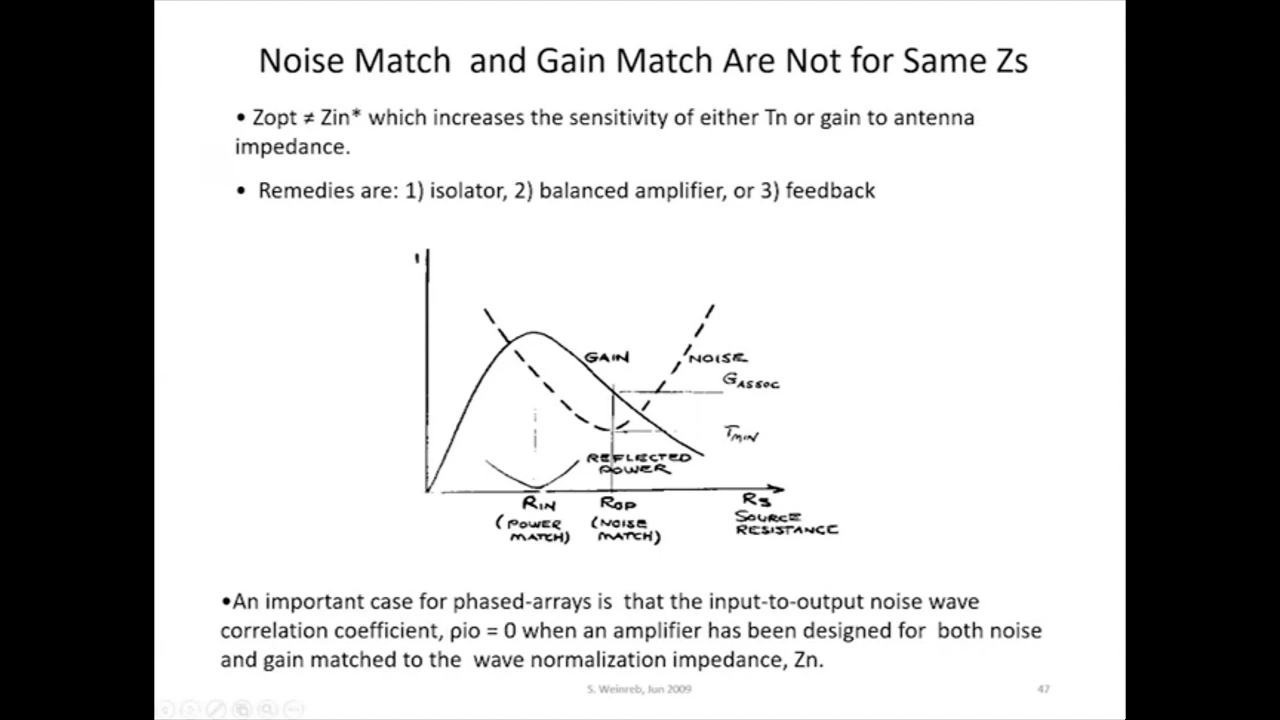 Noise Match and Gain Match Are Not for Same Zs
• Zopt ≠ Zin* which increases the sensitivity of either Tn or gain to antenna
impedance.
• Remedies are: 1) isolator, 2) balanced amplifier, or 3) feedback
1
GAIN
NOISE
GASSOC
TMIN
REFLECTED
POWER
RIN
(POWER
MATCH)
ROP
(NOISE
MATCH)
RS
SOURCE
RESISTANCE
•An important case for phased-arrays is that the input-to-output noise wave
correlation coefficient, ρio = 0 when an amplifier has been designed for both noise
and gain matched to the wave normalization impedance, Zn.
S. Weinreb, Jun 2009
47